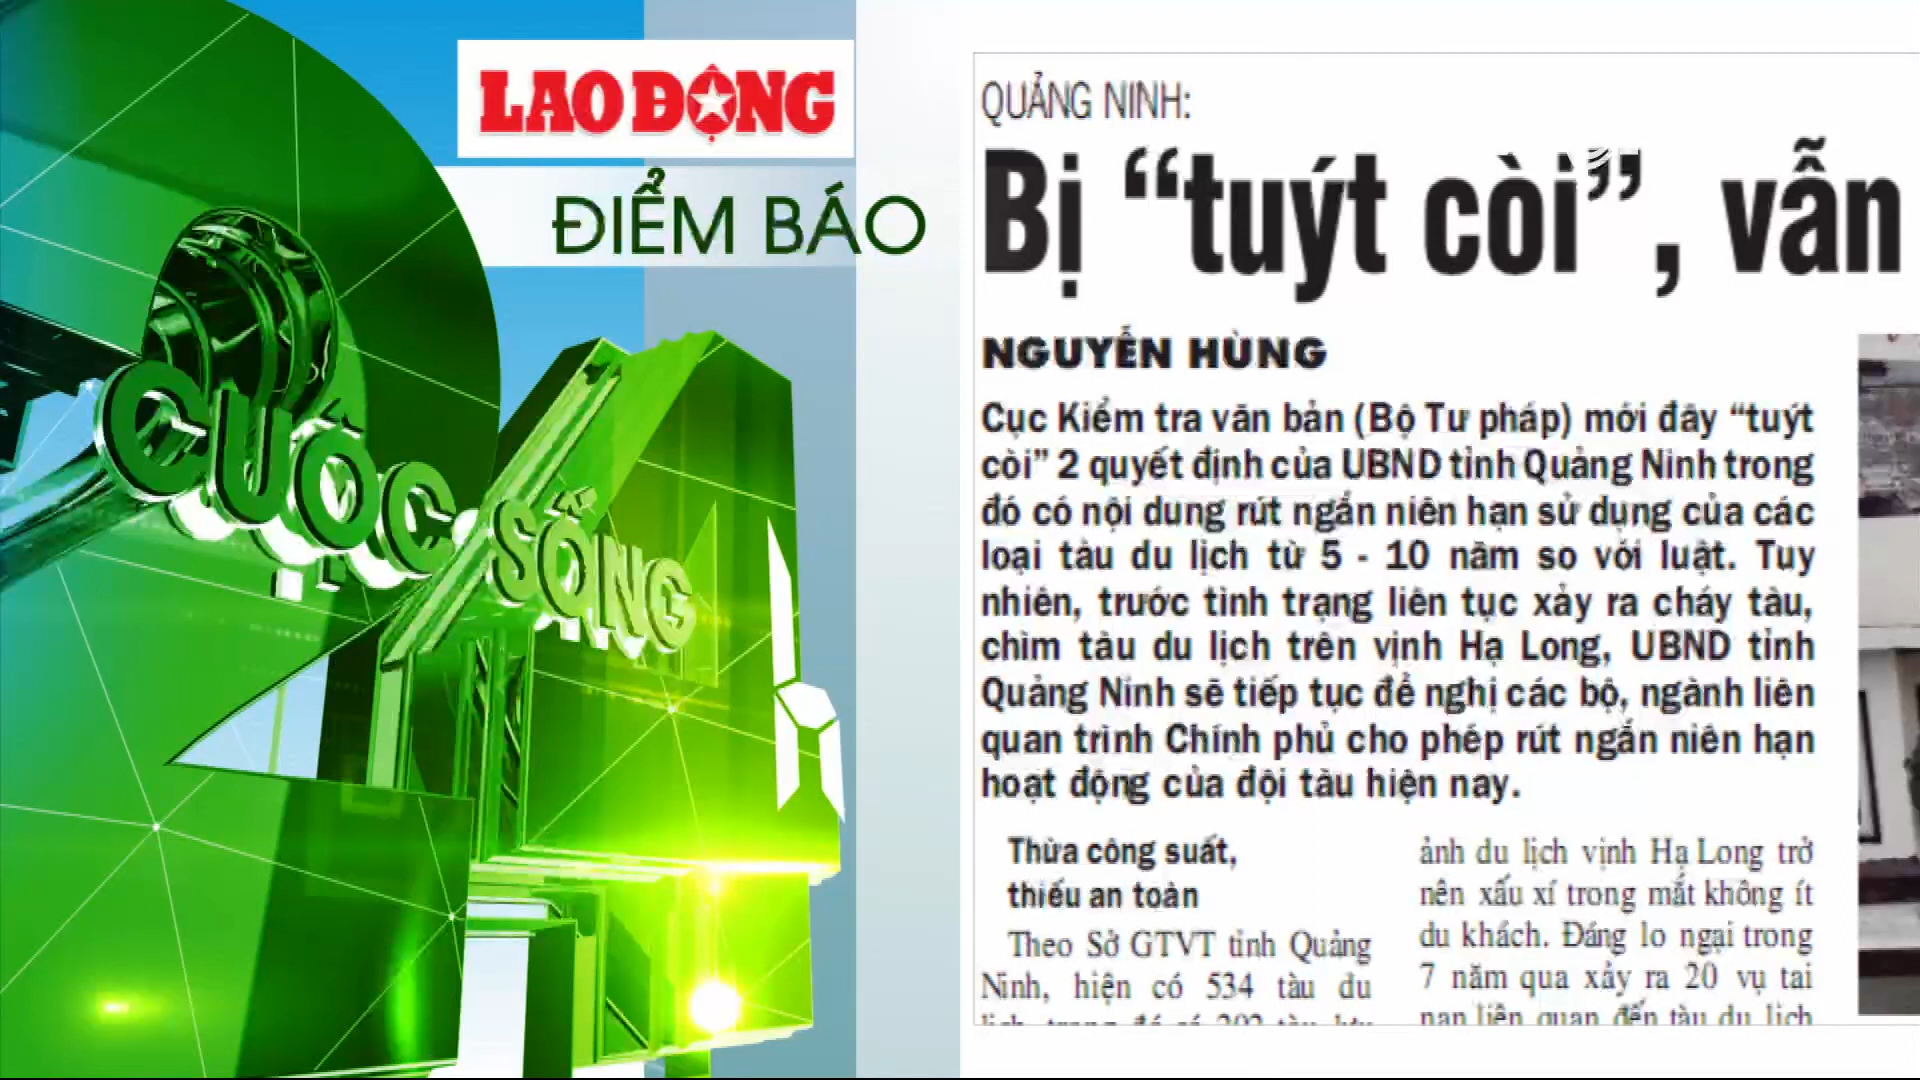 LAO ĐỘNG
ĐIỂM BÁO
CUỘC SỐNG
24h
QUẢNG NINH:
Bị “tuýt còi”, vẫn
NGUYỄN HÙNG
Cục Kiểm tra văn bản (Bộ Tư pháp) mới đây “tuýt
còi” 2 quyết định của UBND tỉnh Quảng Ninh trong
đó có nội dung rút ngắn niên hạn sử dụng của các
loại tàu du lịch từ 5 - 10 năm so với luật. Tuy
nhiên, trước tình trạng liên tục xảy ra cháy tàu,
chìm tàu du lịch trên vịnh Hạ Long, UBND tỉnh
Quảng Ninh sẽ tiếp tục đề nghị các bộ, ngành liên
quan trình Chính phủ cho phép rút ngắn niên hạn
hoạt động của đội tàu hiện nay.
Thừa công suất,
thiếu an toàn
Theo Sở GTVT tỉnh Quảng
Ninh, hiện có 534 tàu du
ảnh du lịch vịnh Hạ Long trở
nên xấu xí trong mắt không ít
du khách. Đáng lo ngại trong
7 năm qua xảy ra 20 vụ tai
nạn liên quan đến tàu du lịch